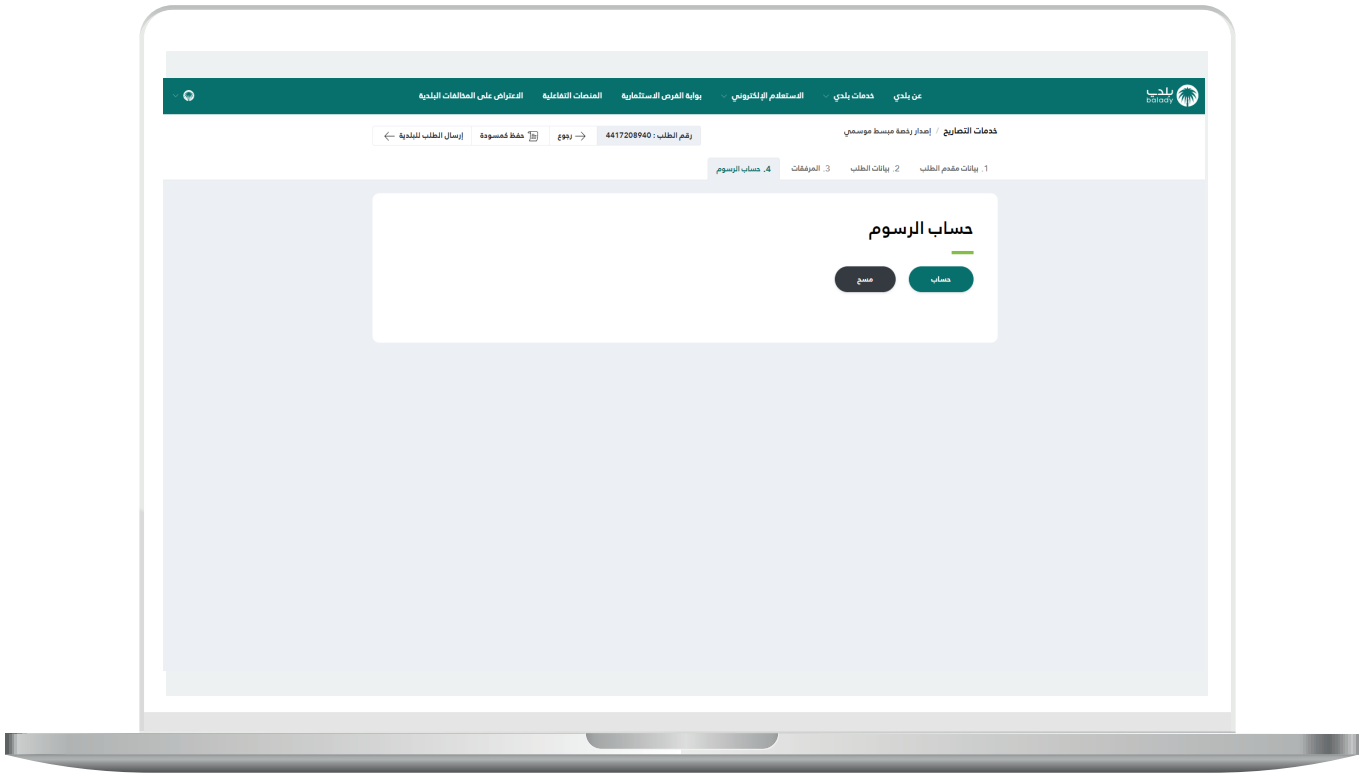 بلدي
balady
عن بلدي خدمات بلدي الاستعلام الإلكتروني بوابة الفرص الاستثمارية المنصات التفاعلية الاعتراض على المخالفات البلدية
خدمات التصاريح / إصدار رخصة مبسط موسمي
رقم الطلب : 4417208940 رجوع حفظ كمسودة إرسال الطلب للبلدية
1. بيانات مقدم الطلب 2. بيانات الطلب 3. المرفقات 4. حساب الرسوم
حساب الرسوم
حساب مسح